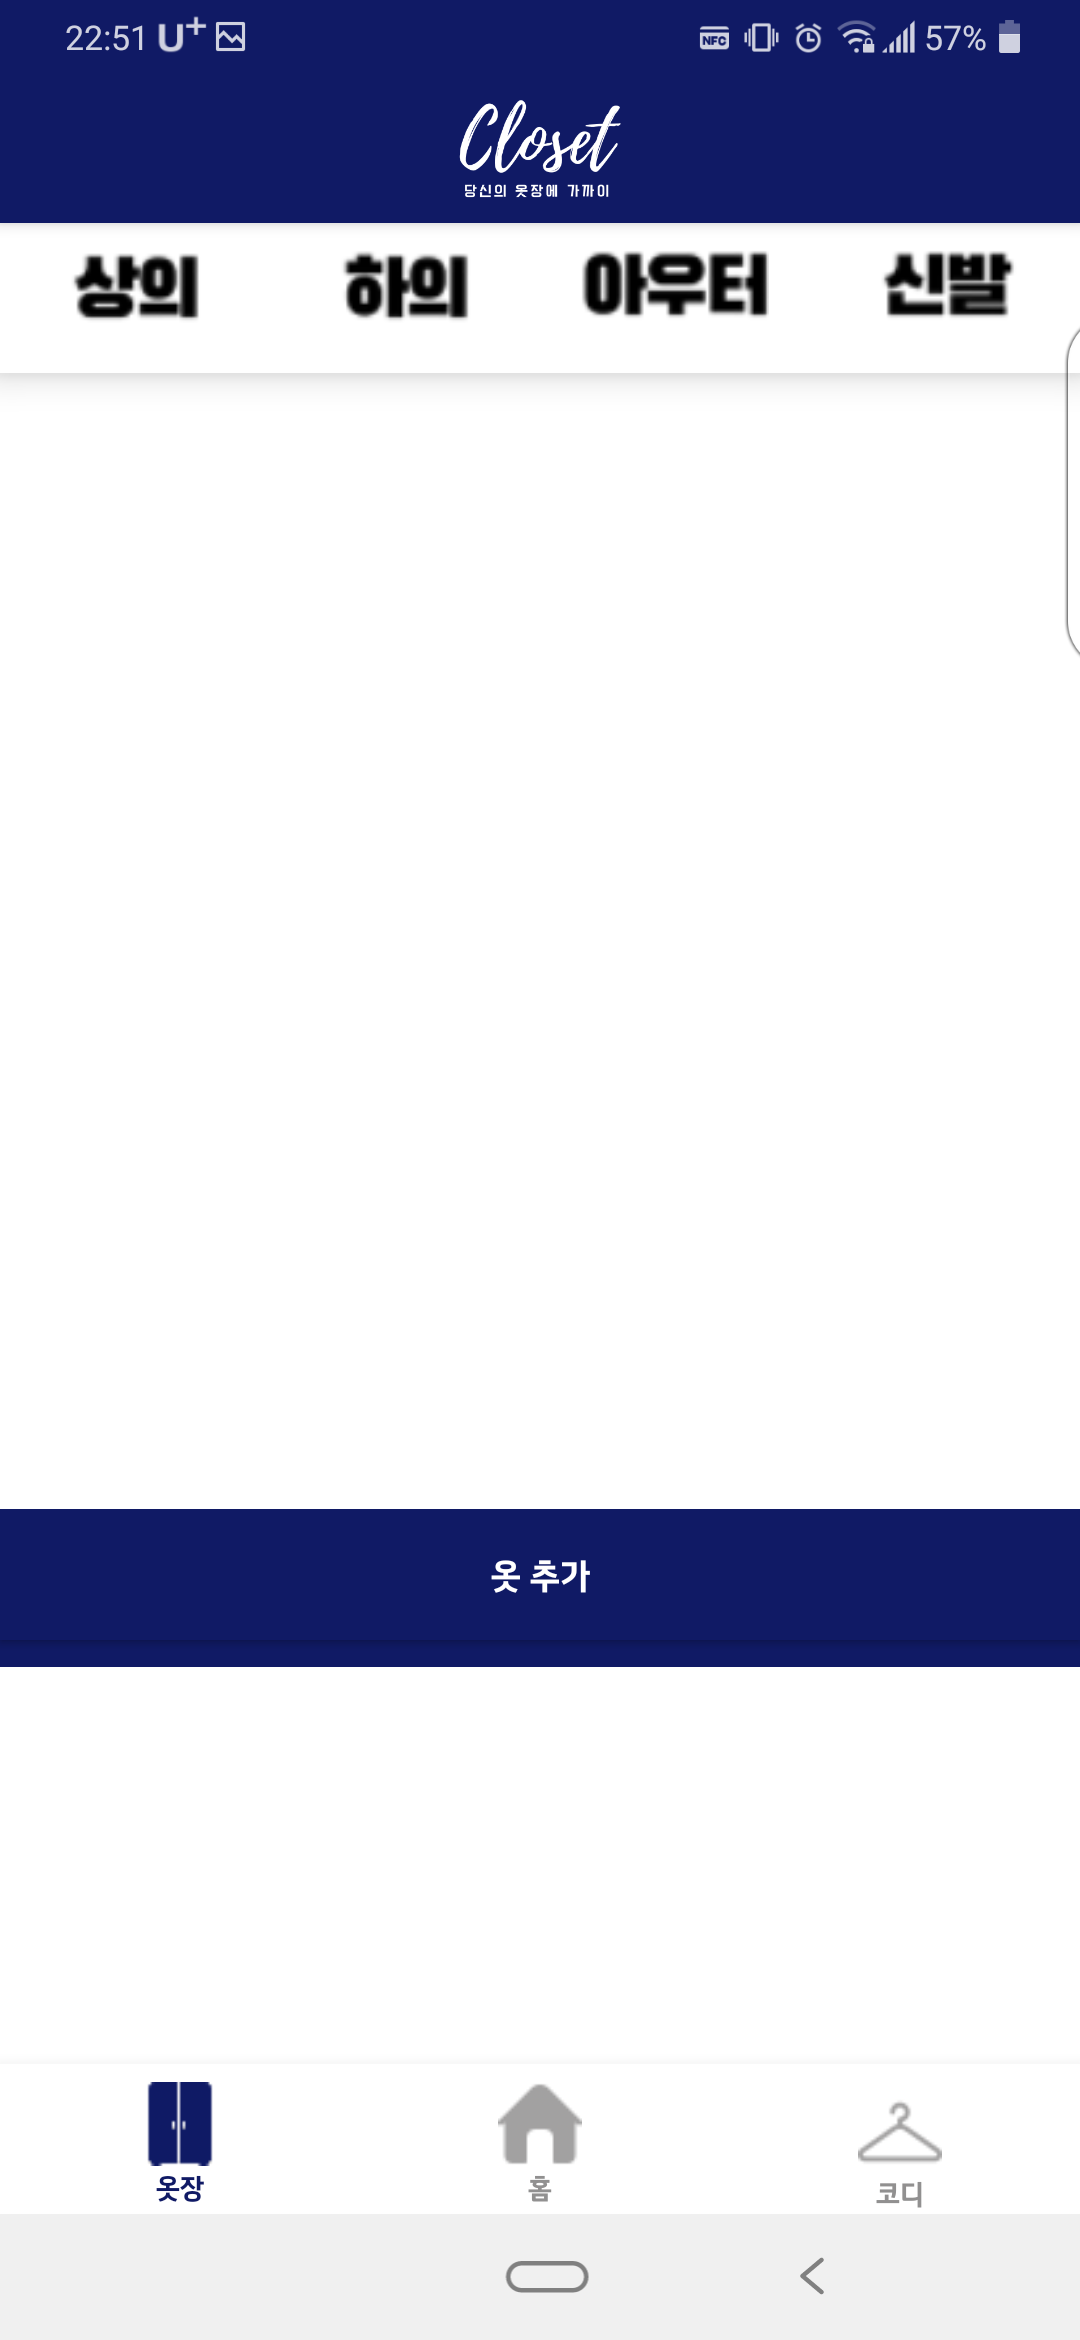 22:51 U+ NFC 57%
Closet
당신의 옷장에 가까이
상의 하의 아우터 신발
옷 추가
옷장 홈 코디